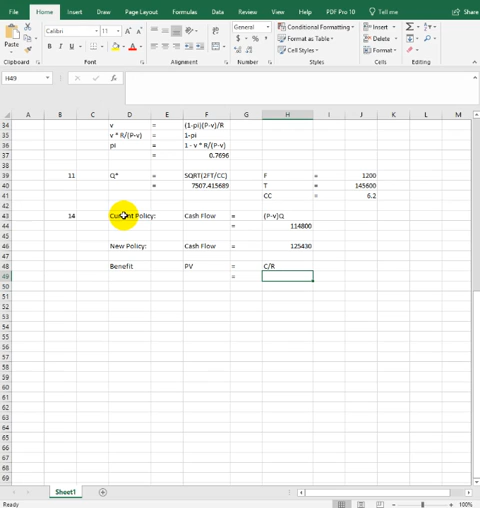 File Home Insert Draw Page Layout Formulas Data Review View Help PDF Pro 10 Tell me Share
Calibri 11 General Conditional Formatting Insert
Paste Format as Table Delete
B I U $ % Cell Styles Format
Clipboard Font Alignment Number Styles Cells Editing
H49 fx
A B C D E F G H I J K L M
34 v = (1-pi)(P-v)/R
35 v * R/(P-v) = 1-pi
36 pi = 1 - v * R/(P-v)
37 = 0.7696
38
39 11 Q* = SQRT(2FT/CC) F = 1200
40 = 7507.415689 T = 145600
41 CC = 6.2
42
43 14 Current Policy: Cash Flow = (P-v)Q
44 = 114800
45
46 New Policy: Cash Flow = 125430
47
48 Benefit PV = C/R
49 =
50
51
52
53
54
55
56
57
58
59
60
61
62
63
64
65
66
67
68
69
Sheet1
Ready 100%